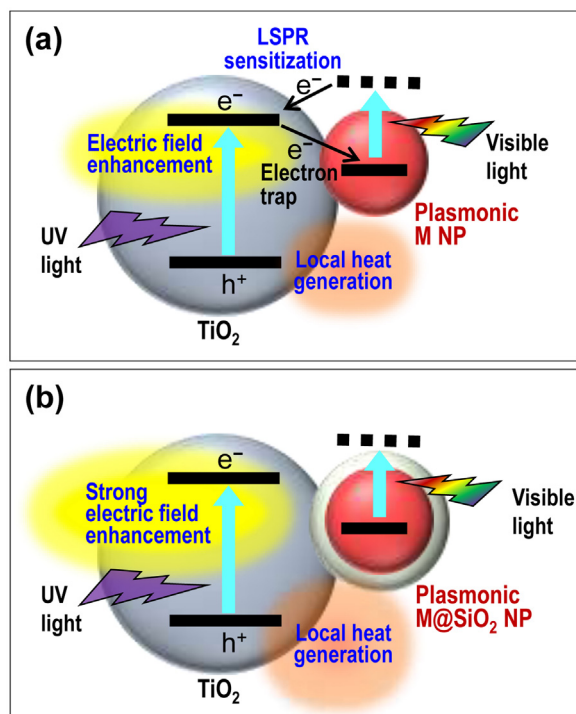 (a)
LSPR
sensitization
e⁻
e⁻
Electric field
enhancement
e⁻
Electron
trap
Visible
light
Plasmonic
M NP
UV
light
Local heat
generation
h⁺
TiO₂
(b)
e⁻
Strong
electric field
enhancement
Visible
light
UV
light
Plasmonic
M@SiO₂ NP
h⁺
Local heat
generation
TiO₂